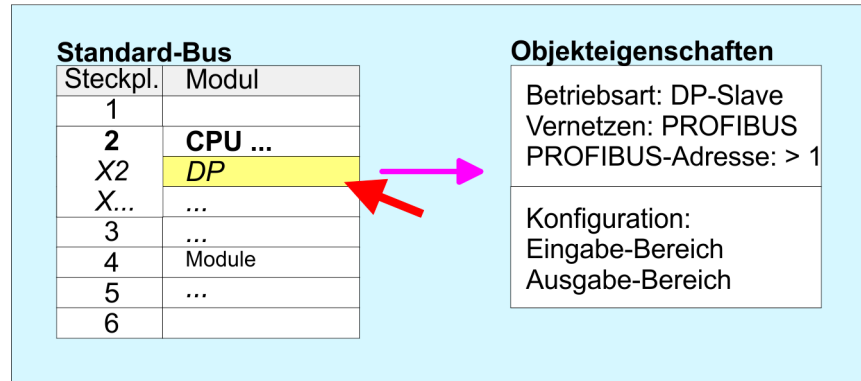 Standard-Bus
Steckpl. Modul
1
2 CPU ...
X2 DP
X... ...
3 ...
4 Module
5 ...
6
Objekteigenschaften
Betriebsart: DP-Slave
Vernetzen: PROFIBUS
PROFIBUS-Adresse: > 1
Konfiguration:
Eingabe-Bereich
Ausgabe-Bereich